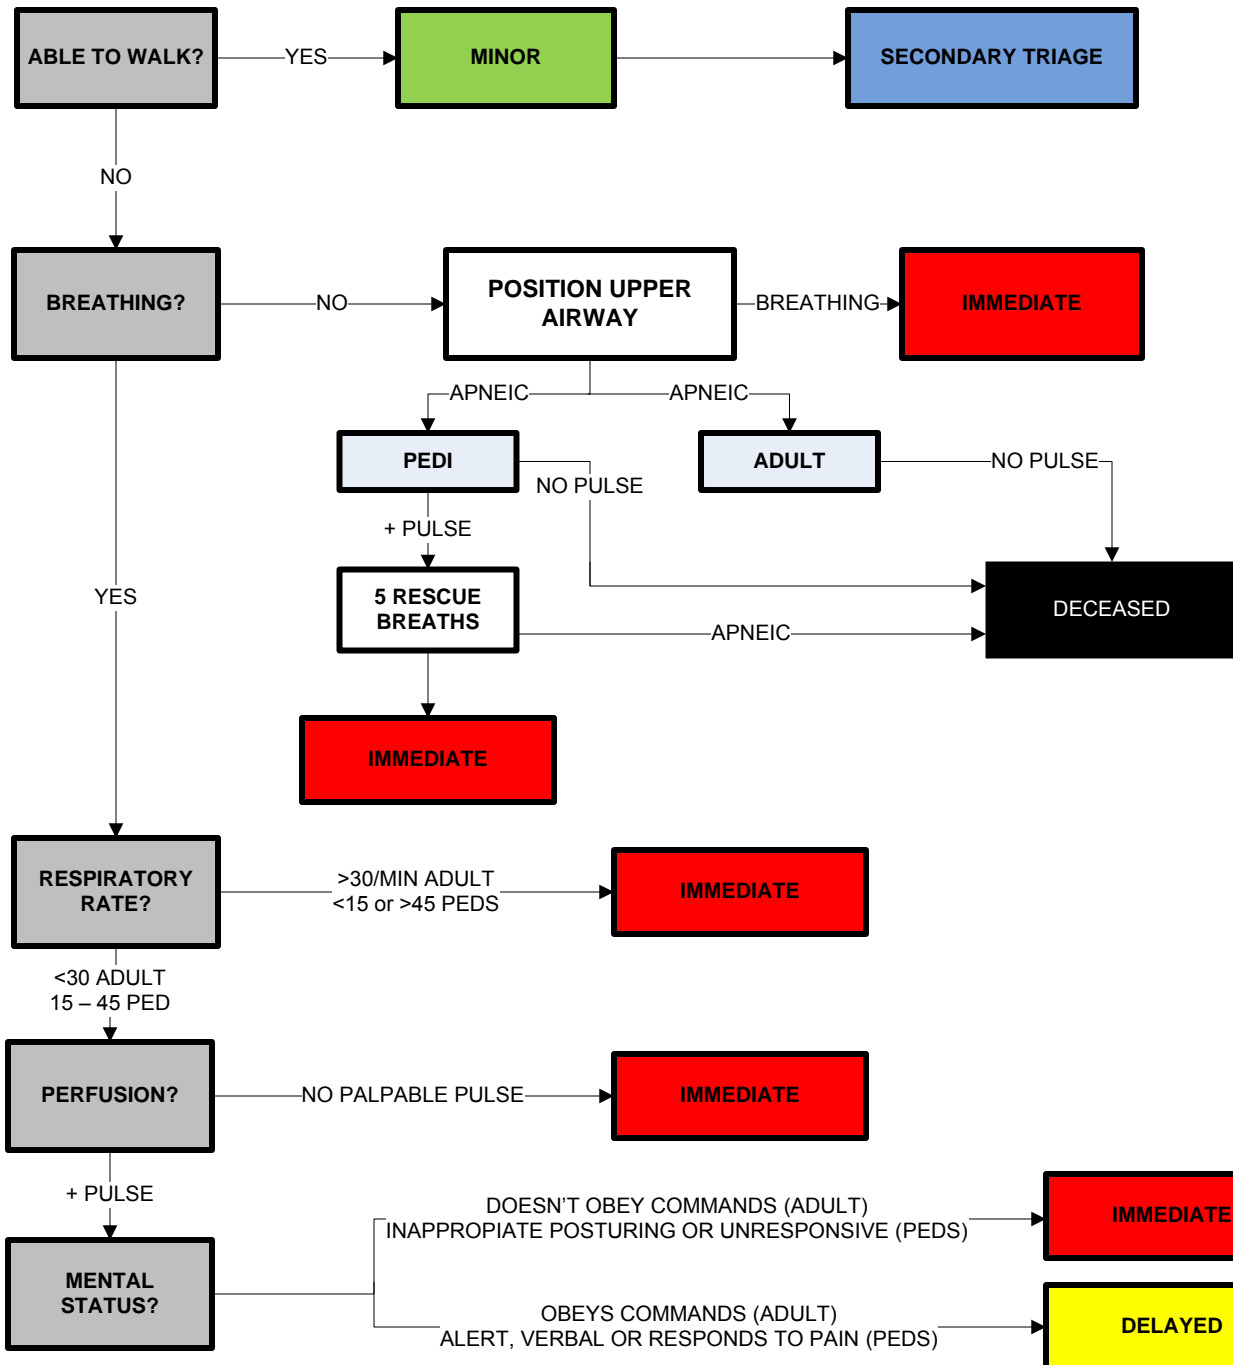 ABLE TO WALK?
YES
MINOR
SECONDARY TRIAGE
NO
BREATHING?
NO
POSITION UPPER
AIRWAY
BREATHING
IMMEDIATE
APNEIC
APNEIC
PEDI
ADULT
NO PULSE
NO PULSE
+ PULSE
YES
5 RESCUE
BREATHS
APNEIC
DECEASED
IMMEDIATE
RESPIRATORY
RATE?
>30/MIN ADULT
<15 or >45 PEDS
IMMEDIATE
<30 ADULT
15 – 45 PED
PERFUSION?
NO PALPABLE PULSE
IMMEDIATE
+ PULSE
DOESN'T OBEY COMMANDS (ADULT)
INAPPROPIATE POSTURING OR UNRESPONSIVE (PEDS)
IMMEDIATE
MENTAL
STATUS?
OBEYS COMMANDS (ADULT)
ALERT, VERBAL OR RESPONDS TO PAIN (PEDS)
DELAYED